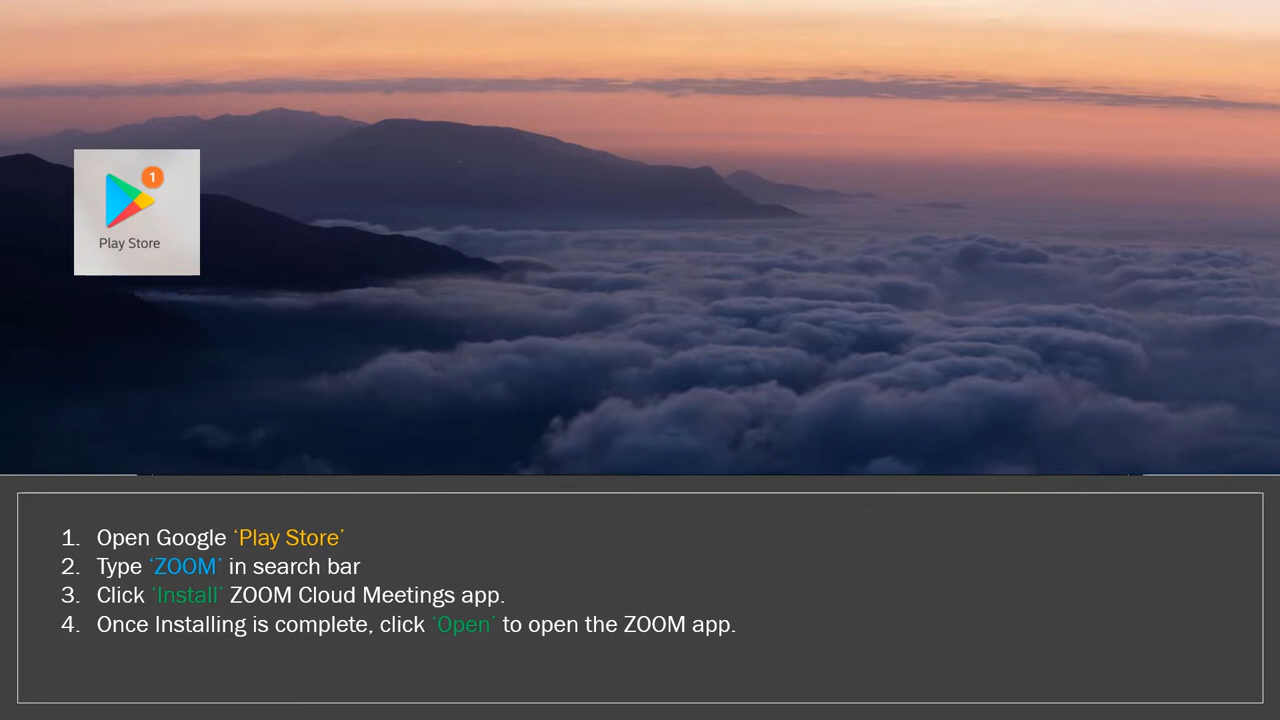 1
Play Store
1. Open Google ‘Play Store’
2. Type ‘ZOOM’ in search bar
3. Click ‘Install’ ZOOM Cloud Meetings app.
4. Once Installing is complete, click ‘Open’ to open the ZOOM app.